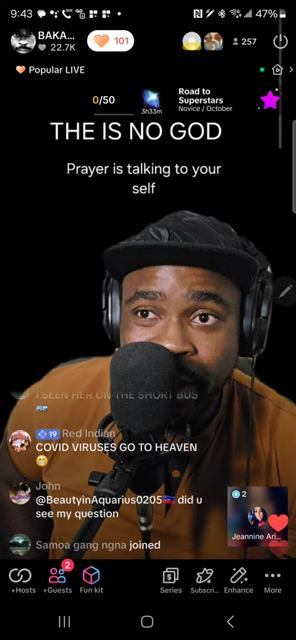 9:43
47%
BAKA...
22.7K
101
257
Popular LIVE
0/50
3h33m
Road to
Superstars
Novice / October
THE IS NO GOD
Prayer is talking to your
self
I SEEN HER ON THE SHORT BUS
19 Red Indian
COVID VIRUSES GO TO HEAVEN
John
@BeautyinAquarius0205 did u
see my question
2
Jeannine Ari...
Samoa gang ngna joined
2
+Hosts
+Guests
Fun kit
Series
Subscri...
Enhance
More